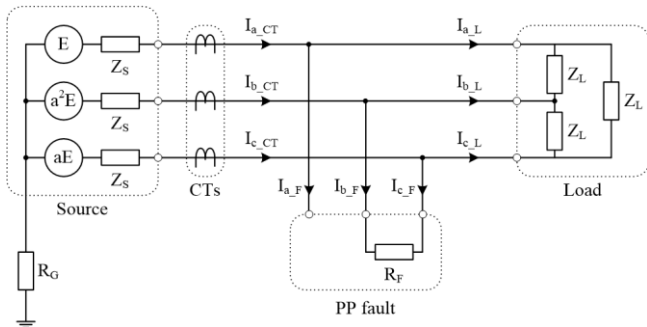 E
Z_S
I_a_CT
I_a_L
Z_L
Z_L
a²E
Z_S
I_b_CT
I_b_L
Z_L
aE
Z_S
I_c_CT
I_c_L
Source
CTs
I_a_F
I_b_F
I_c_F
Load
R_G
R_F
PP fault